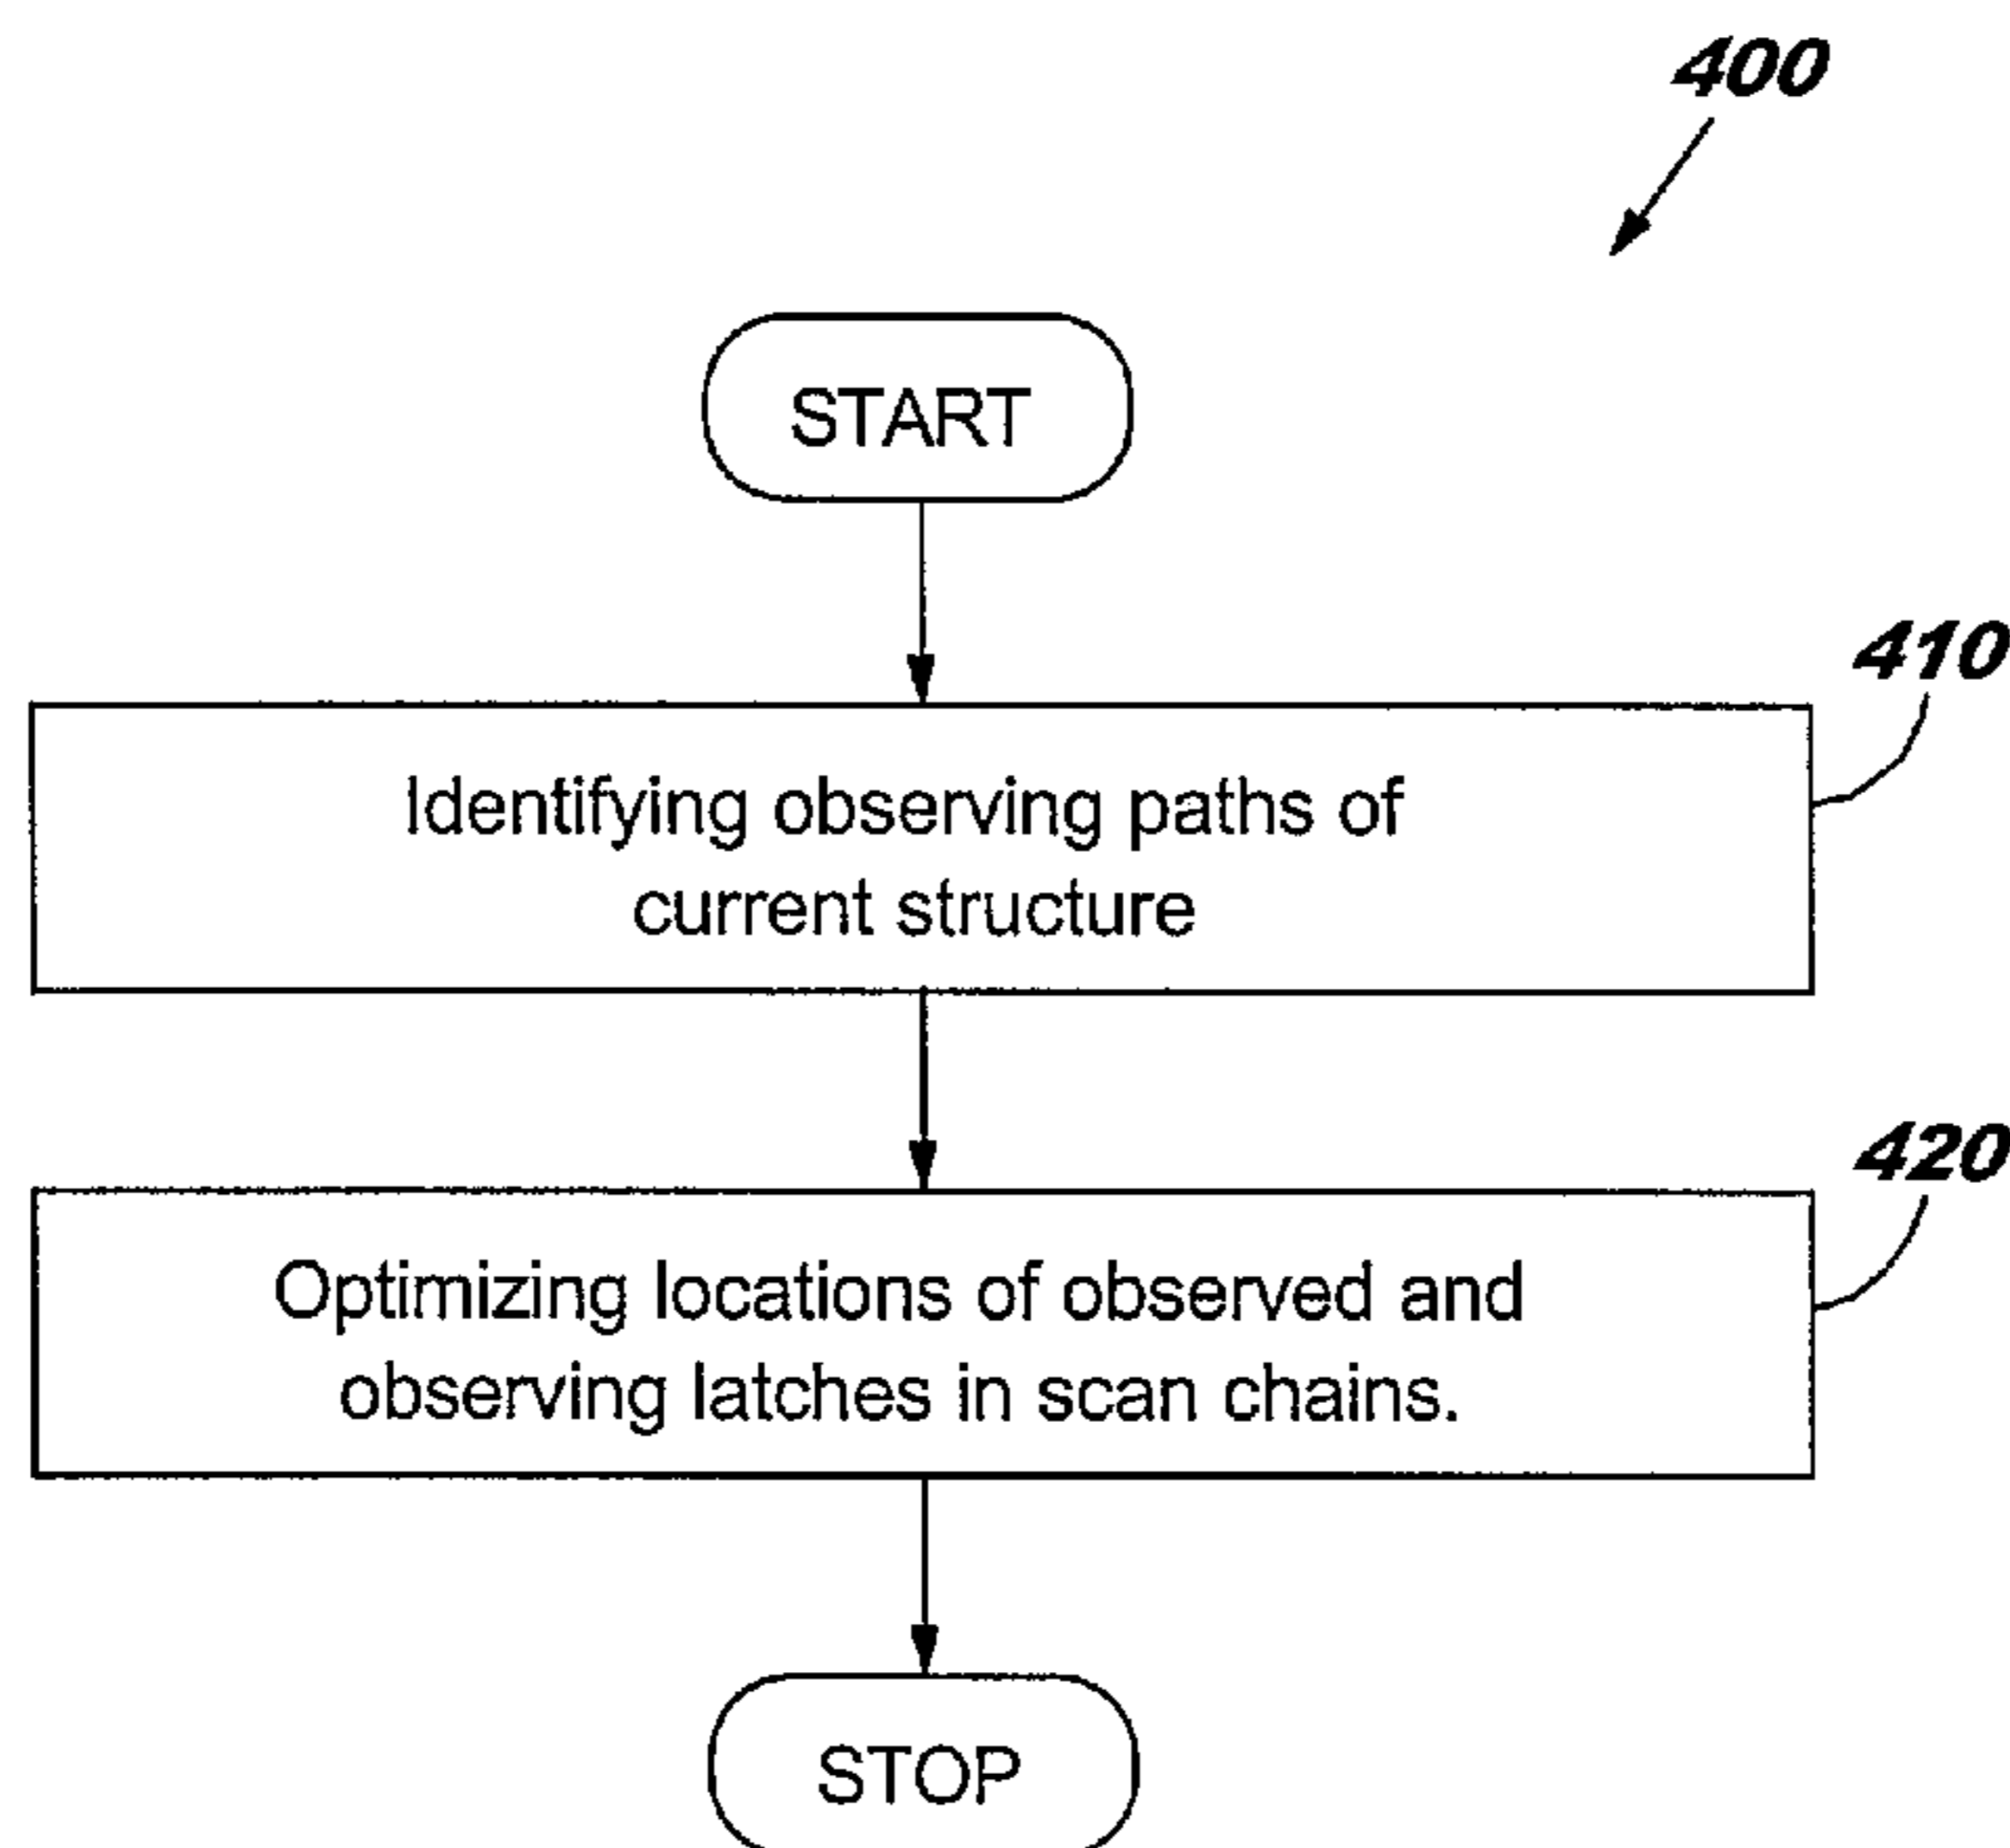 400
START
410
Identifying observing paths of
current structure
420
Optimizing locations of observed and
observing latches in scan chains.
STOP